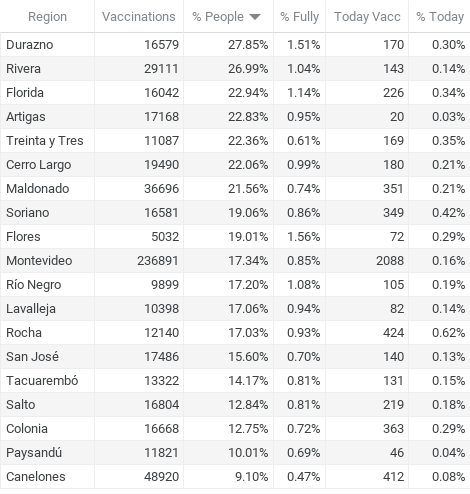 Region Vaccinations % People % Fully Today Vacc % Today
Durazno 16579 27.85% 1.51% 170 0.30%
Rivera 29111 26.99% 1.04% 143 0.14%
Florida 16042 22.94% 1.14% 226 0.34%
Artigas 17168 22.83% 0.95% 20 0.03%
Treinta y Tres 11087 22.36% 0.61% 169 0.35%
Cerro Largo 19490 22.06% 0.99% 180 0.21%
Maldonado 36696 21.56% 0.74% 351 0.21%
Soriano 16581 19.06% 0.86% 349 0.42%
Flores 5032 19.01% 1.56% 72 0.29%
Montevideo 236891 17.34% 0.85% 2088 0.16%
Río Negro 9899 17.20% 1.08% 105 0.19%
Lavalleja 10398 17.06% 0.94% 82 0.14%
Rocha 12140 17.03% 0.93% 424 0.62%
San José 17486 15.60% 0.70% 140 0.13%
Tacuarembó 13322 14.17% 0.81% 131 0.15%
Salto 16804 12.84% 0.81% 219 0.18%
Colonia 16668 12.75% 0.72% 363 0.29%
Paysandú 11821 10.01% 0.69% 46 0.04%
Canelones 48920 9.10% 0.47% 412 0.08%